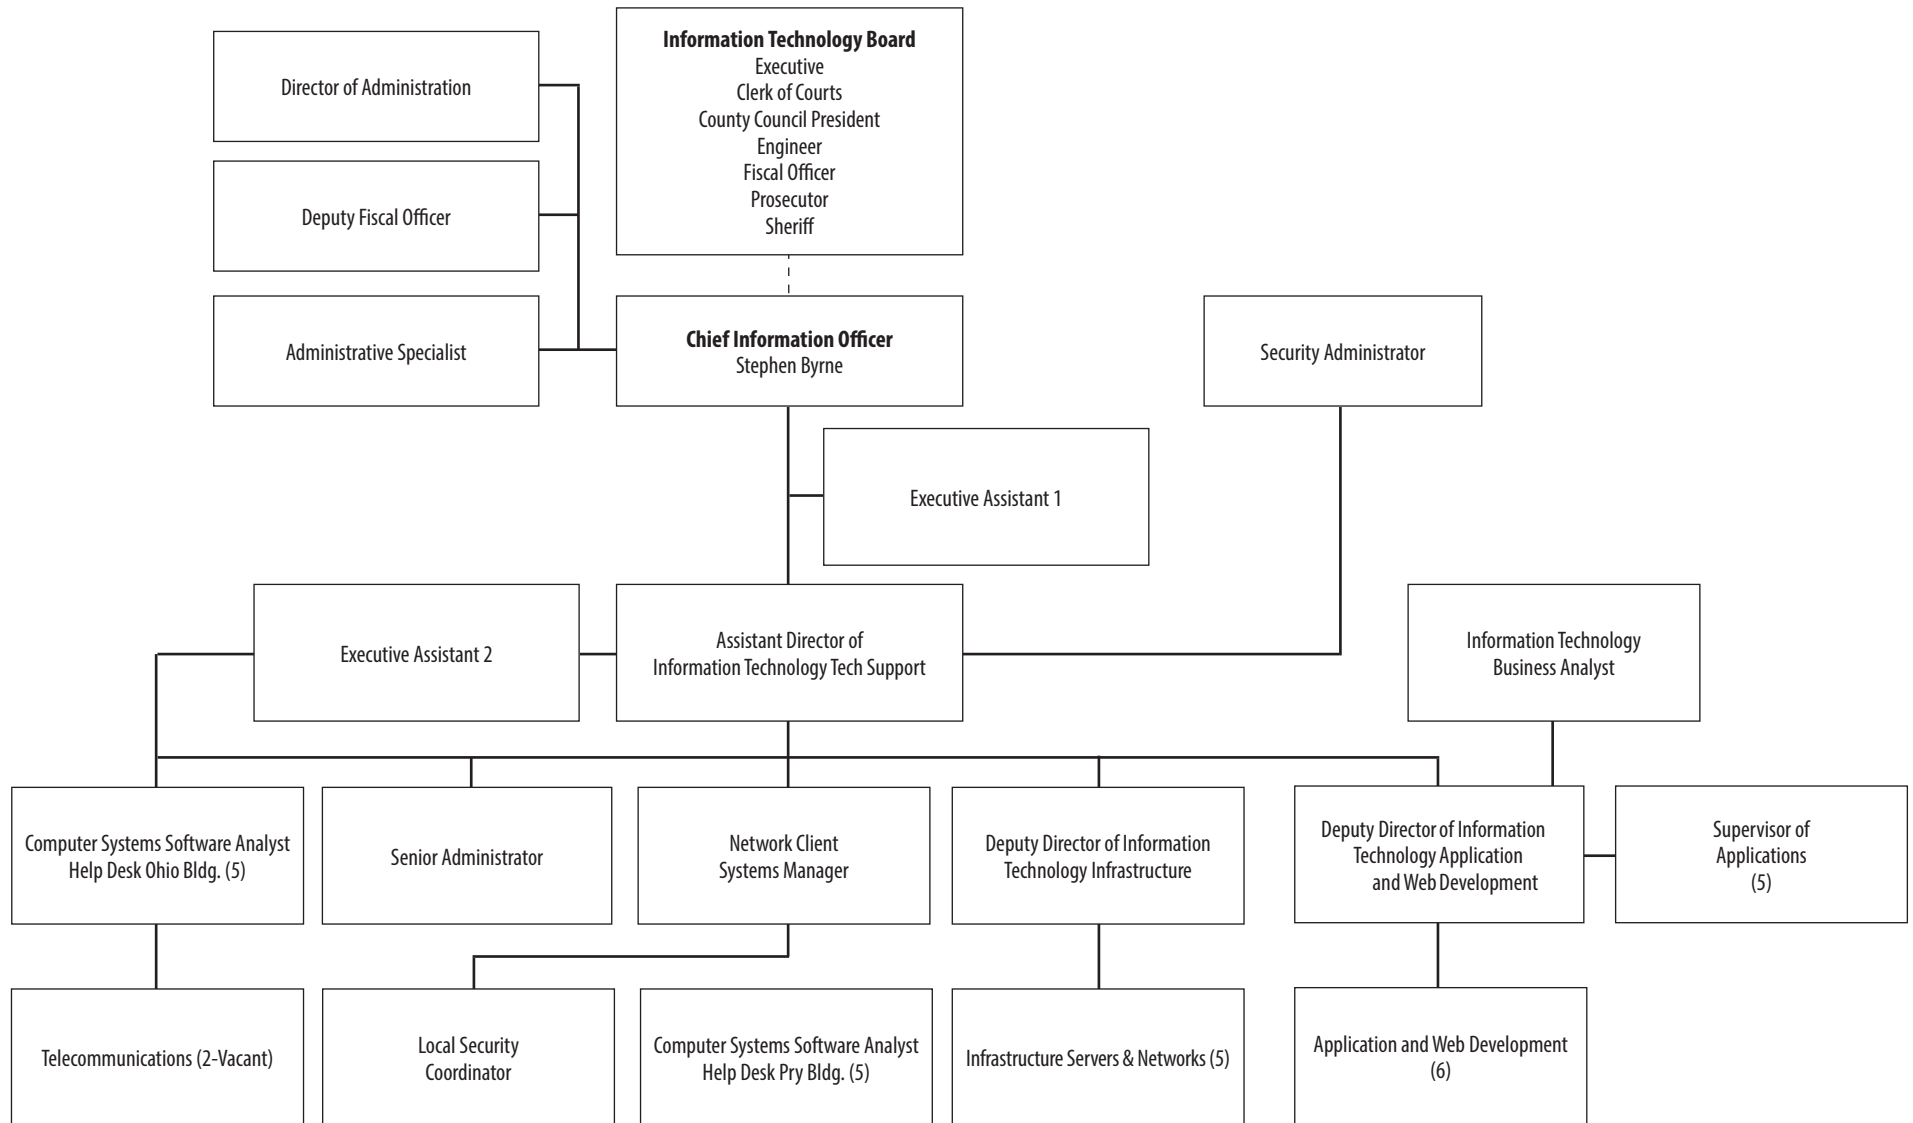 Information Technology Board
Executive
Clerk of Courts
County Council President
Engineer
Fiscal Officer
Prosecutor
Sheriff
Director of Administration
Deputy Fiscal Officer
Administrative Specialist
Chief Information Officer
Stephen Byrne
Security Administrator
Executive Assistant 1
Executive Assistant 2
Assistant Director of
Information Technology Tech Support
Information Technology
Business Analyst
Computer Systems Software Analyst
Help Desk Ohio Bldg. (5)
Senior Administrator
Network Client
Systems Manager
Deputy Director of Information
Technology Infrastructure
Deputy Director of Information
Technology Application
and Web Development
Supervisor of
Applications
(5)
Telecommunications (2-Vacant)
Local Security
Coordinator
Computer Systems Software Analyst
Help Desk Pry Bldg. (5)
Infrastructure Servers & Networks (5)
Application and Web Development
(6)